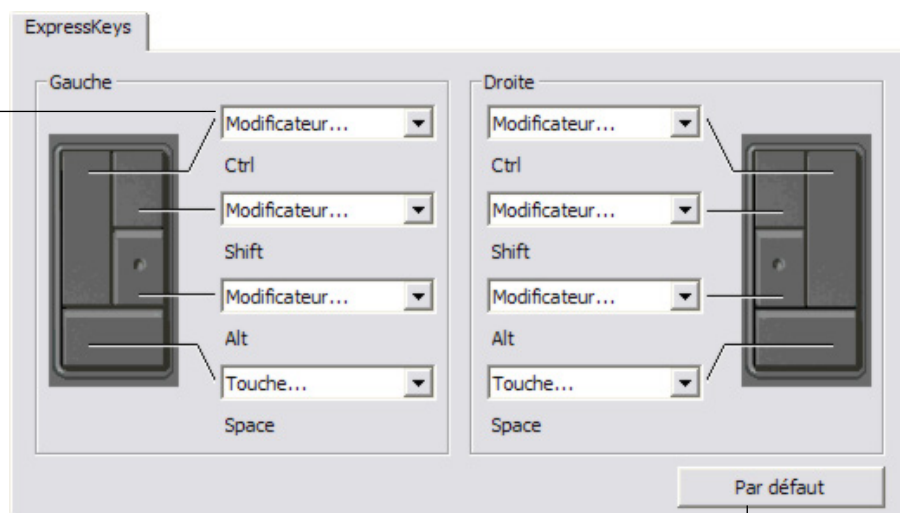 ExpressKeys
Gauche
Modificateur...
Ctrl
Modificateur...
Shift
Modificateur...
Alt
Touche...
Space
Droite
Modificateur...
Ctrl
Modificateur...
Shift
Modificateur...
Alt
Touche...
Space
Par défaut